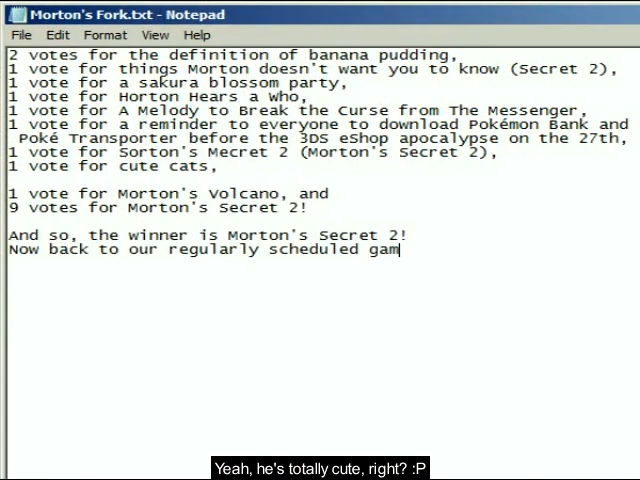 Morton's Fork.txt - Notepad
File Edit Format View Help
2 votes for the definition of banana pudding,
1 vote for things Morton doesn't want you to know (Secret 2),
1 vote for a sakura blossom party,
1 vote for Horton Hears a Who,
1 vote for A Melody to Break the Curse from The Messenger,
1 vote for a reminder to everyone to download Pokémon Bank and
Poké Transporter before the 3DS eShop apocalypse on the 27th,
1 vote for Sorton's Mecret 2 (Morton's Secret 2),
1 vote for cute cats,
1 vote for Morton's Volcano, and
9 votes for Morton's Secret 2!
And so, the winner is Morton's Secret 2!
Now back to our regularly scheduled gam
Yeah, he's totally cute, right? :P